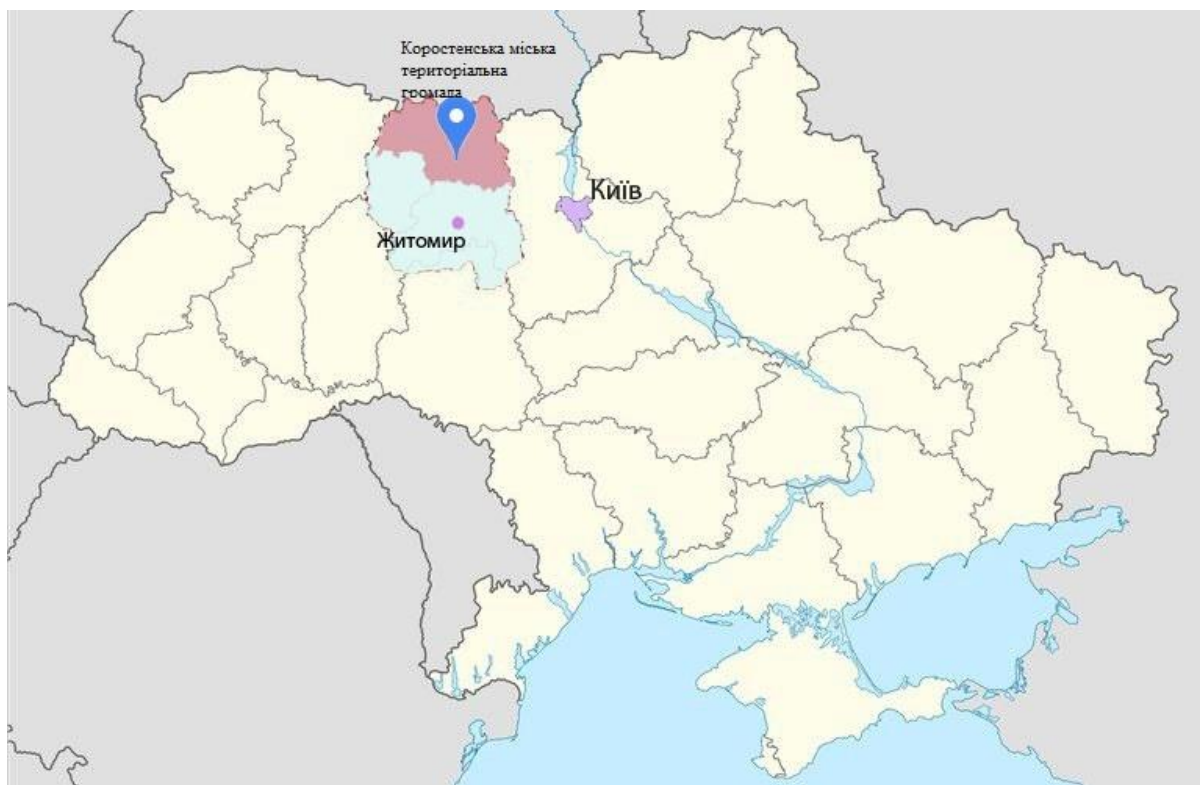 Коростенська міська
територіальна
громада
Київ
Житомир